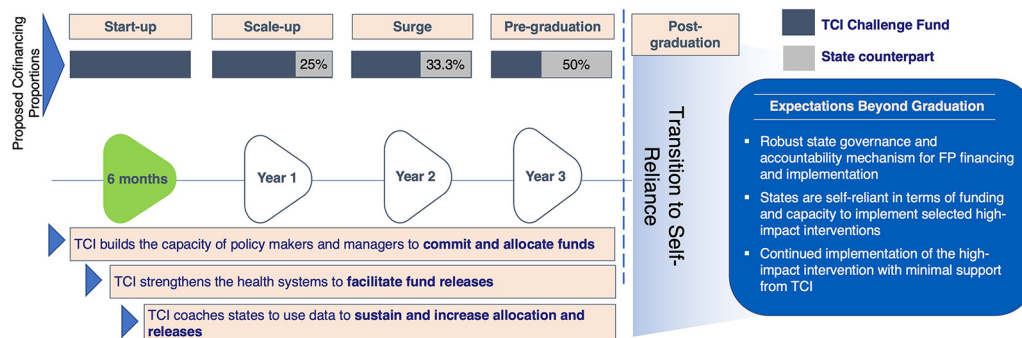 Proposed Cofinancing
Proportions
Start-up
Scale-up
Surge
Pre-graduation
Post-
graduation
TCI Challenge Fund
State counterpart
25%
33.3%
50%
6 months
Year 1
Year 2
Year 3
Transition to Self-
Reliance
Expectations Beyond Graduation
▪ Robust state governance and
accountability mechanism for FP financing
and implementation
▪ States are self-reliant in terms of funding
and capacity to implement selected high-
impact interventions
▪ Continued implementation of the high-
impact intervention with minimal support
from TCI
TCI builds the capacity of policy makers and managers to commit and allocate funds
TCI strengthens the health systems to facilitate fund releases
TCI coaches states to use data to sustain and increase allocation and
releases